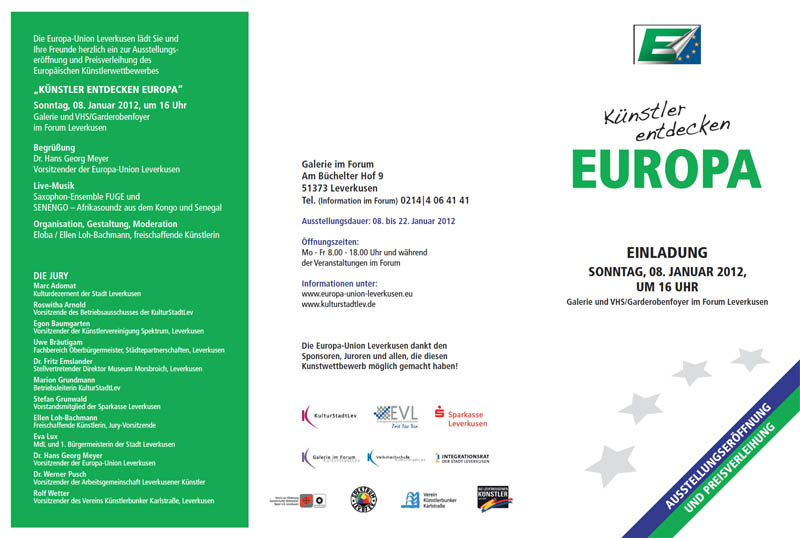 Die Europa-Union Leverkusen lädt Sie und
Ihre Freunde herzlich ein zur Ausstellungs-
eröffnung und Preisverleihung des
Europäischen Künstlerwettbewerbes
„KÜNSTLER ENTDECKEN EUROPA"
Sonntag, 08. Januar 2012, um 16 Uhr
Galerie und VHS/Garderobenfoyer
im Forum Leverkusen
Begrüßung
Dr. Hans Georg Meyer
Vorsitzender der Europa-Union Leverkusen
Live-Musik
Saxophon-Ensemble FUGE und
SENENGO – Afrikasoundz aus dem Kongo und Senegal
Organisation, Gestaltung, Moderation
Eloba / Ellen Loh-Bachmann, freischaffende Künstlerin
DIE JURY
Marc Adomat
Kulturdezernent der Stadt Leverkusen
Roswitha Arnold
Vorsitzende des Betriebsausschusses der KulturStadtLev
Egon Baumgarten
Vorsitzender der Künstlervereinigung Spektrum, Leverkusen
Uwe Bräutigam
Fachbereich Oberbürgermeister, Städtepartnerschaften, Leverkusen
Dr. Fritz Emslander
Stellvertretender Direktor Museum Morsbroich, Leverkusen
Marion Grundmann
Betriebsleiterin KulturStadtLev
Stefan Grunwald
Vorstandsmitglied der Sparkasse Leverkusen
Ellen Loh-Bachmann
Freischaffende Künstlerin, Jury-Vorsitzende
Eva Lux
MdL und 1. Bürgermeisterin der Stadt Leverkusen
Dr. Hans Georg Meyer
Vorsitzender der Europa-Union Leverkusen
Dr. Werner Pusch
Vorsitzender der Arbeitsgemeinschaft Leverkusener Künstler
Rolf Wetter
Vorsitzender des Vereins Künstlerbunker Karlstraße, Leverkusen
Galerie im Forum
Am Büchelter Hof 9
51373 Leverkusen
Tel. (Information im Forum) 0214|4 06 41 41
Ausstellungsdauer: 08. bis 22. Januar 2012
Öffnungszeiten:
Mo - Fr 8.00 - 18.00 Uhr und während
der Veranstaltungen im Forum
Informationen unter:
www.europa-union-leverkusen.eu
www.kulturstadtlev.de
Die Europa-Union Leverkusen dankt den
Sponsoren, Juroren und allen, die diesen
Kunstwettbewerb möglich gemacht haben!
KulturStadtLev
EVL
Sparkasse
Leverkusen
Galerie im Forum
Volkshochschule
INTEGRATIONSRAT
DER STADT LEVERKUSEN
SPEKTRUM
Verein
Künstlerbunker
Karlstraße
KÜNSTLER
E
Künstler
entdecken
EUROPA
EINLADUNG
SONNTAG, 08. JANUAR 2012,
UM 16 UHR
Galerie und VHS/Garderobenfoyer im Forum Leverkusen
AUSSTELLUNGSERÖFFNUNG
UND PREISVERLEIHUNG